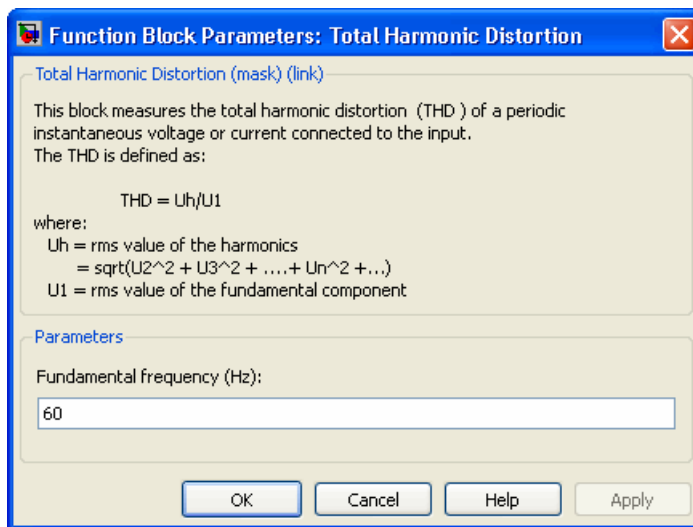 Function Block Parameters: Total Harmonic Distortion
Total Harmonic Distortion (mask) (link)
This block measures the total harmonic distortion (THD ) of a periodic
instantaneous voltage or current connected to the input.
The THD is defined as:
THD = Uh/U1
where:
Uh = rms value of the harmonics
= sqrt(U2^2 + U3^2 + ....+ Un^2 +...)
U1 = rms value of the fundamental component
Parameters
Fundamental frequency (Hz):
60
OK Cancel Help Apply